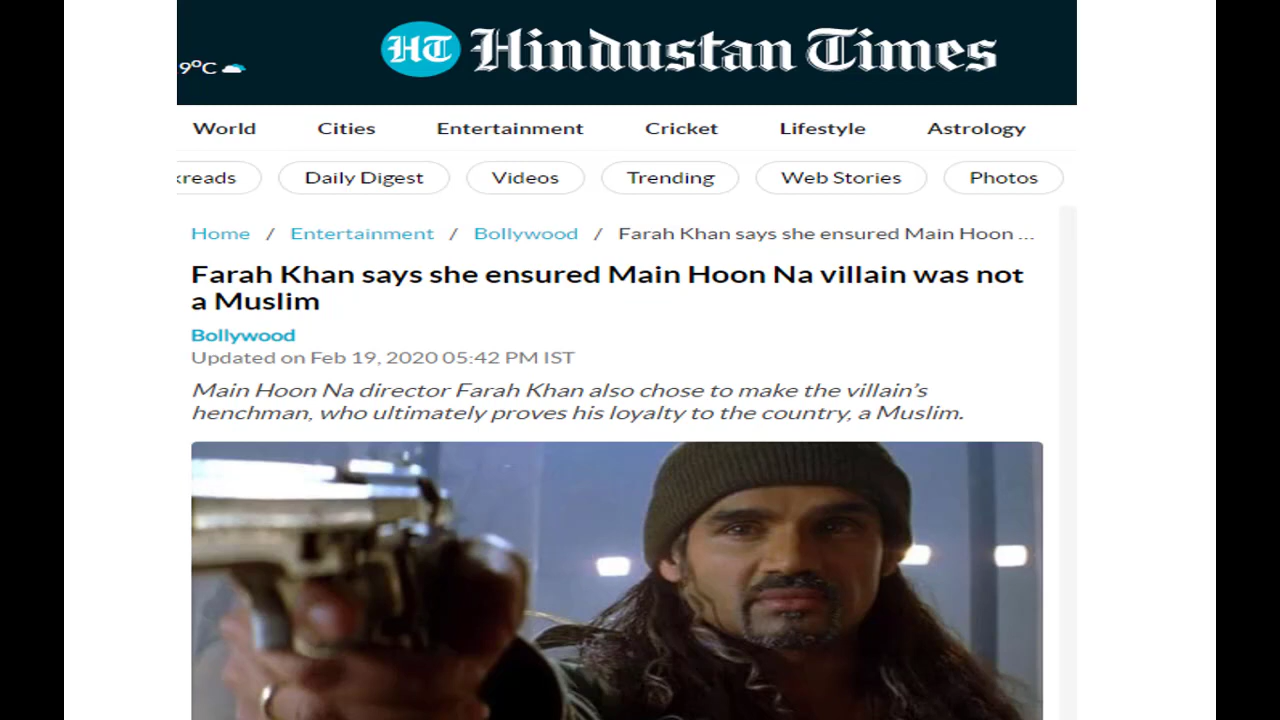 HT Hindustan Times
9°C
World Cities Entertainment Cricket Lifestyle Astrology
kreads Daily Digest Videos Trending Web Stories Photos
Home / Entertainment / Bollywood / Farah Khan says she ensured Main Hoon ...
Farah Khan says she ensured Main Hoon Na villain was not
a Muslim
Bollywood
Updated on Feb 19, 2020 05:42 PM IST
Main Hoon Na director Farah Khan also chose to make the villain's
henchman, who ultimately proves his loyalty to the country, a Muslim.